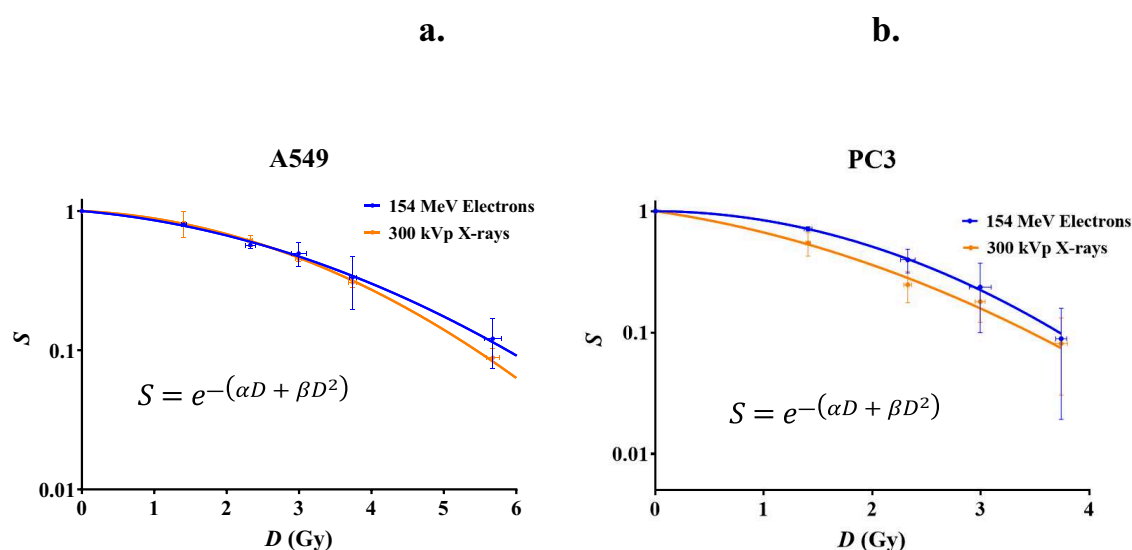 a.
A549
1
0.1
0.01
S
0
1
2
3
4
5
6
D (Gy)
154 MeV Electrons
300 kVp X-rays
S = e−(αD + βD²)
b.
PC3
1
0.1
0.01
S
0
1
2
3
4
D (Gy)
154 MeV Electrons
300 kVp X-rays
S = e−(αD + βD²)